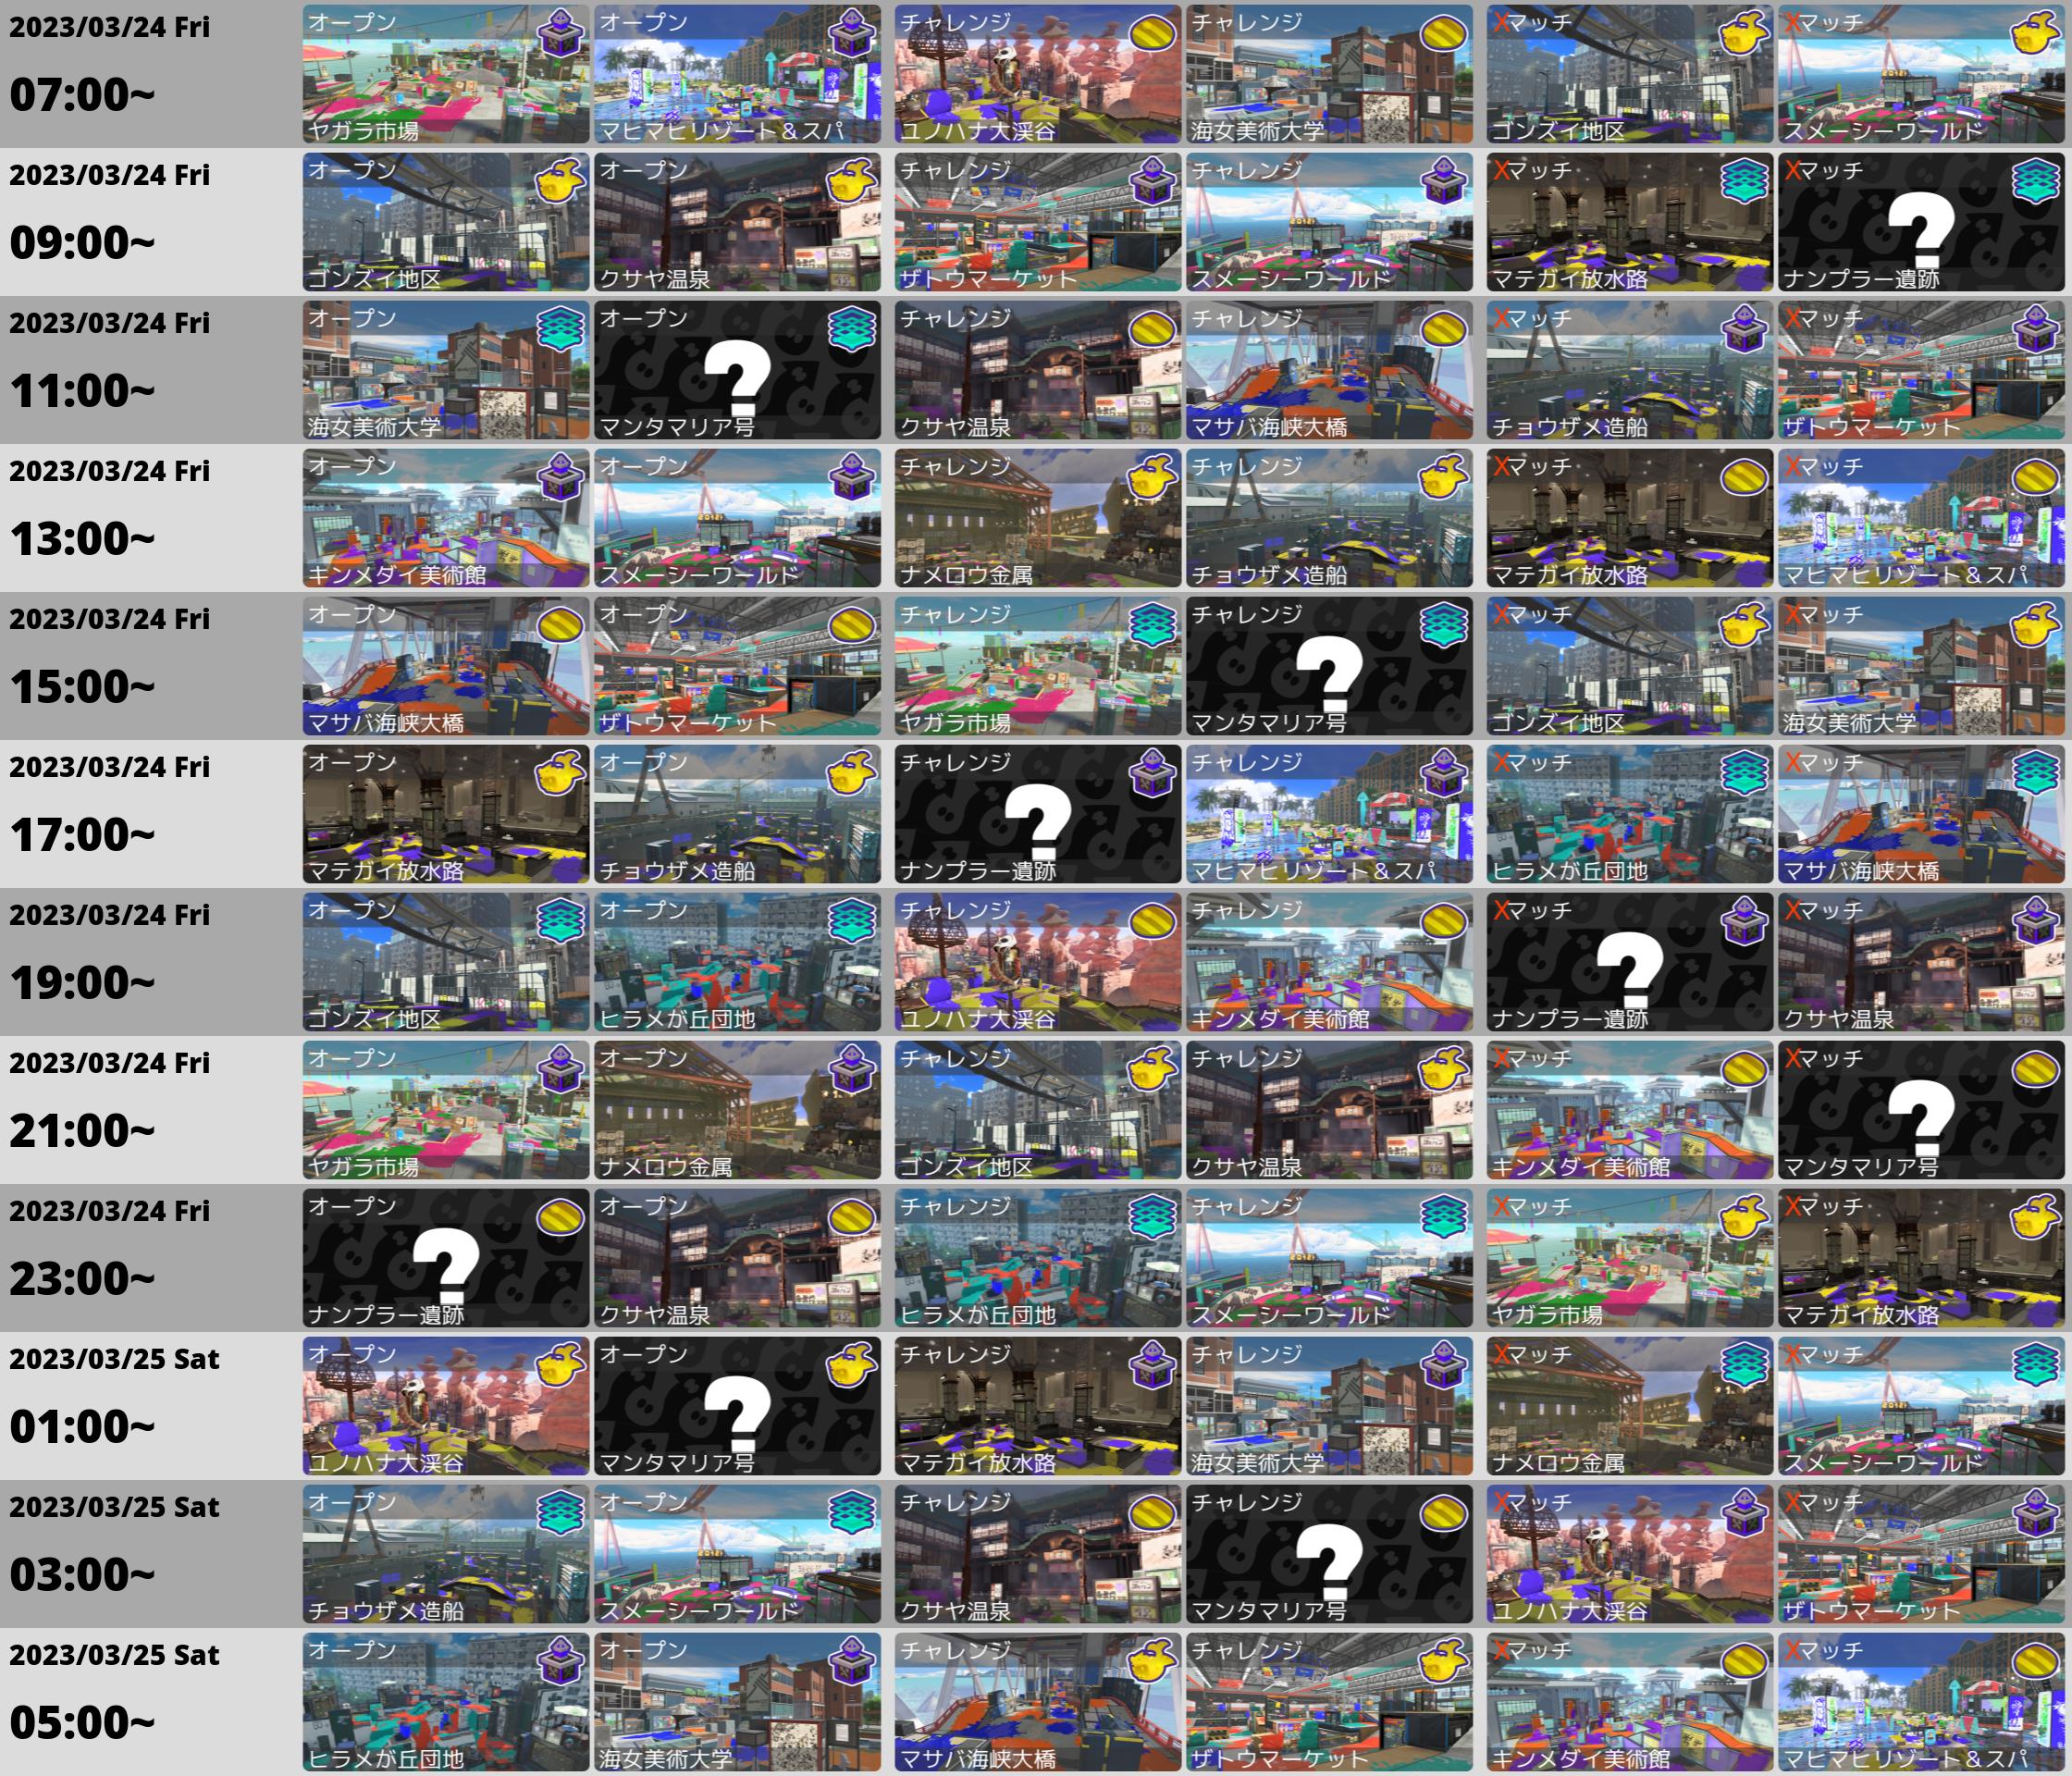 2023/03/24 Fri
07:00~
オープン オープン チャレンジ チャレンジ Xマッチ Xマッチ
ヤガラ市場 マヒマヒリゾート＆スパ ユノハナ大渓谷 海女美術大学 ゴンズイ地区 スメーシーワールド
2023/03/24 Fri
09:00~
オープン オープン チャレンジ チャレンジ Xマッチ Xマッチ
?
ゴンズイ地区 クサヤ温泉 ザトウマーケット スメーシーワールド マテガイ放水路 ナンプラー遺跡
2023/03/24 Fri
11:00~
オープン オープン チャレンジ チャレンジ Xマッチ Xマッチ
?
海女美術大学 マンタマリア号 クサヤ温泉 マサバ海峡大橋 チョウザメ造船 ザトウマーケット
2023/03/24 Fri
13:00~
オープン オープン チャレンジ チャレンジ Xマッチ Xマッチ
キンメダイ美術館 スメーシーワールド ナメロウ金属 チョウザメ造船 マテガイ放水路 マヒマヒリゾート＆スパ
2023/03/24 Fri
15:00~
オープン オープン チャレンジ チャレンジ Xマッチ Xマッチ
?
マサバ海峡大橋 ザトウマーケット ヤガラ市場 マンタマリア号 ゴンズイ地区 海女美術大学
2023/03/24 Fri
17:00~
オープン オープン チャレンジ チャレンジ Xマッチ Xマッチ
?
マテガイ放水路 チョウザメ造船 ナンプラー遺跡 マヒマヒリゾート＆スパ ヒラメが丘団地 マサバ海峡大橋
2023/03/24 Fri
19:00~
オープン オープン チャレンジ チャレンジ Xマッチ Xマッチ
?
ゴンズイ地区 ヒラメが丘団地 ユノハナ大渓谷 キンメダイ美術館 ナンプラー遺跡 クサヤ温泉
2023/03/24 Fri
21:00~
オープン オープン チャレンジ チャレンジ Xマッチ Xマッチ
?
ヤガラ市場 ナメロウ金属 ゴンズイ地区 クサヤ温泉 キンメダイ美術館 マンタマリア号
2023/03/24 Fri
23:00~
オープン オープン チャレンジ チャレンジ Xマッチ Xマッチ
?
ナンプラー遺跡 クサヤ温泉 ヒラメが丘団地 スメーシーワールド ヤガラ市場 マテガイ放水路
2023/03/25 Sat
01:00~
オープン オープン チャレンジ チャレンジ Xマッチ Xマッチ
?
ユノハナ大渓谷 マンタマリア号 マテガイ放水路 海女美術大学 ナメロウ金属 スメーシーワールド
2023/03/25 Sat
03:00~
オープン オープン チャレンジ チャレンジ Xマッチ Xマッチ
?
チョウザメ造船 スメーシーワールド クサヤ温泉 マンタマリア号 ユノハナ大渓谷 ザトウマーケット
2023/03/25 Sat
05:00~
オープン オープン チャレンジ チャレンジ Xマッチ Xマッチ
ヒラメが丘団地 海女美術大学 マサバ海峡大橋 ザトウマーケット キンメダイ美術館 マヒマヒリゾート＆スパ